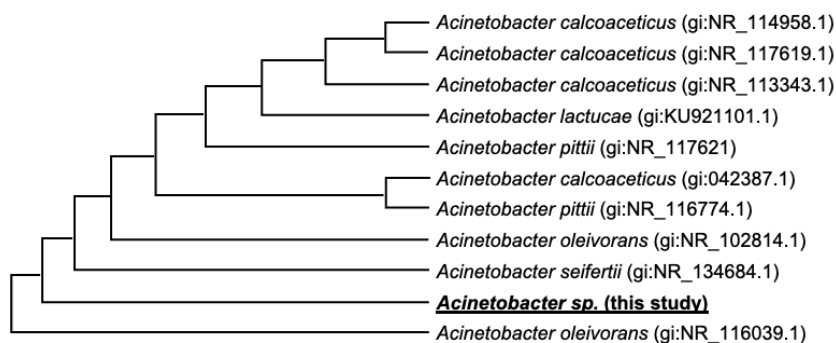 Acinetobacter calcoaceticus (gi:NR_114958.1)
Acinetobacter calcoaceticus (gi:NR_117619.1)
Acinetobacter calcoaceticus (gi:NR_113343.1)
Acinetobacter lactucae (gi:KU921101.1)
Acinetobacter pittii (gi:NR_117621)
Acinetobacter calcoaceticus (gi:042387.1)
Acinetobacter pittii (gi:NR_116774.1)
Acinetobacter oleivorans (gi:NR_102814.1)
Acinetobacter seifertii (gi:NR_134684.1)
Acinetobacter sp. (this study)
Acinetobacter oleivorans (gi:NR_116039.1)